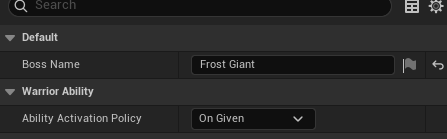 Search
Default
Boss Name Frost Giant
Warrior Ability
Ability Activation Policy On Given